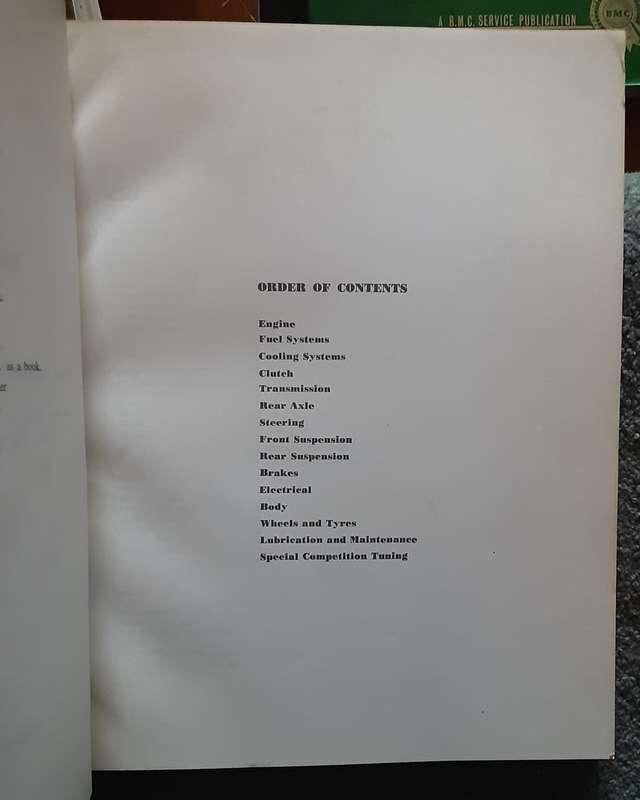 A B.M.C. SERVICE PUBLICATION
BMC
as a book.
ORDER OF CONTENTS
Engine
Fuel Systems
Cooling Systems
Clutch
Transmission
Rear Axle
Steering
Front Suspension
Rear Suspension
Brakes
Electrical
Body
Wheels and Tyres
Lubrication and Maintenance
Special Competition Tuning